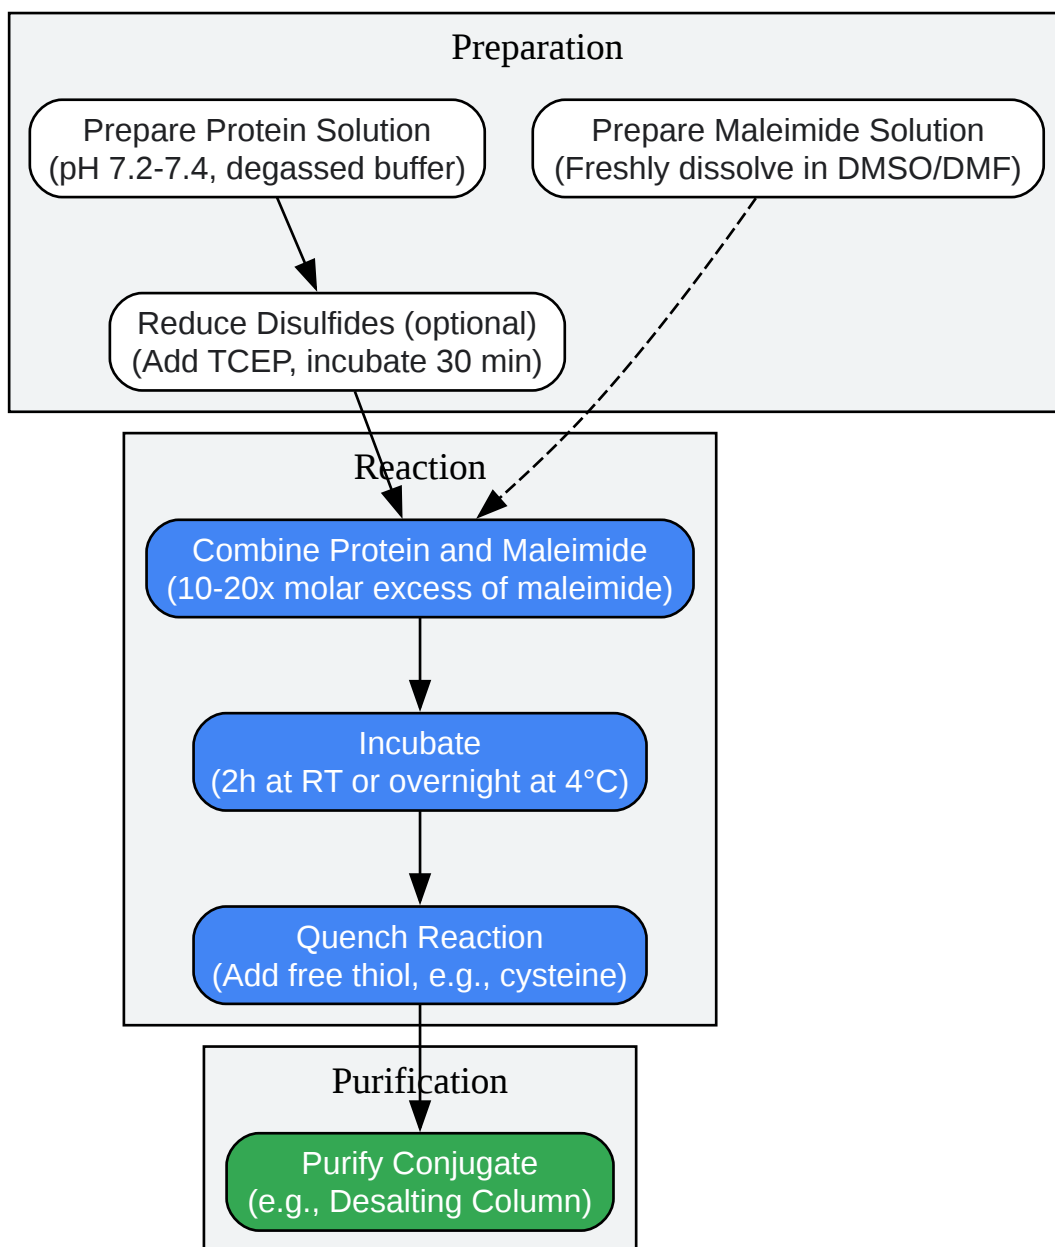 Preparation
Prepare Protein Solution
(pH 7.2-7.4, degassed buffer)
Prepare Maleimide Solution
(Freshly dissolve in DMSO/DMF)
Reduce Disulfides (optional)
(Add TCEP, incubate 30 min)
Reaction
Combine Protein and Maleimide
(10-20x molar excess of maleimide)
Incubate
(2h at RT or overnight at 4°C)
Quench Reaction
(Add free thiol, e.g., cysteine)
Purification
Purify Conjugate
(e.g., Desalting Column)